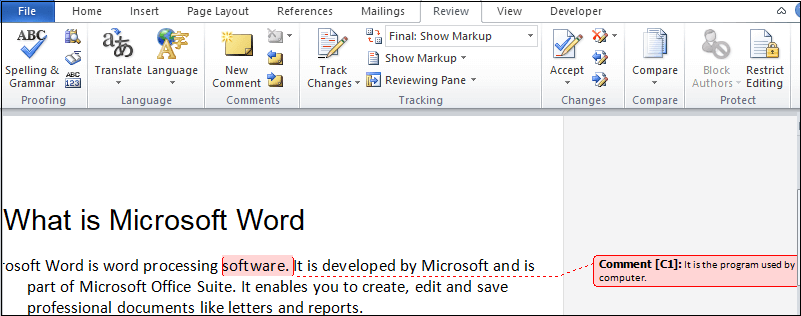 File Home Insert Page Layout References Mailings Review View Developer
ABC
Spelling & Grammar
ABC
123
Proofing
Translate
Language
Language
New Comment
Comments
Track Changes
Final: Show Markup
Show Markup
Reviewing Pane
Tracking
Accept
Changes
Compare
Compare
Block Authors
Restrict Editing
Protect
What is Microsoft Word
rosoft Word is word processing software. It is developed by Microsoft and is
part of Microsoft Office Suite. It enables you to create, edit and save
professional documents like letters and reports.
Comment [C1]: It is the program used by
computer.